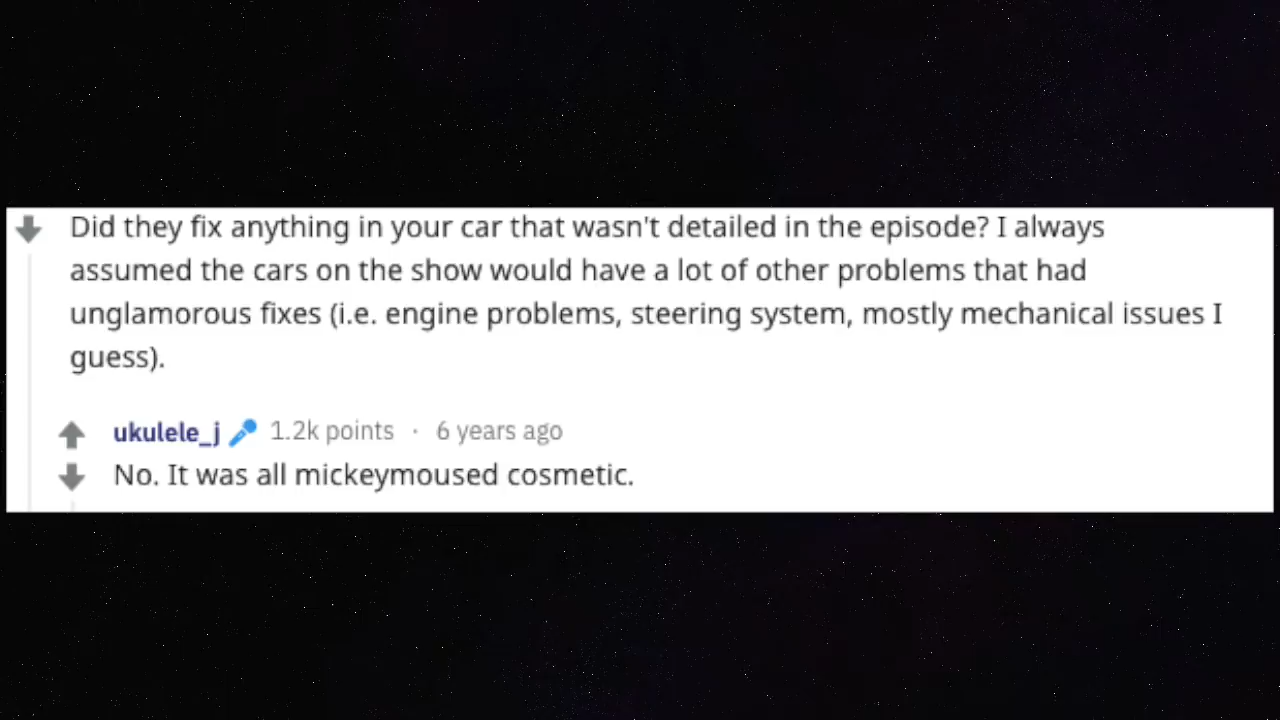 Did they fix anything in your car that wasn't detailed in the episode? I always
assumed the cars on the show would have a lot of other problems that had
unglamorous fixes (i.e. engine problems, steering system, mostly mechanical issues I
guess).
ukulele_j 🎤 1.2k points · 6 years ago
No. It was all mickeymoused cosmetic.